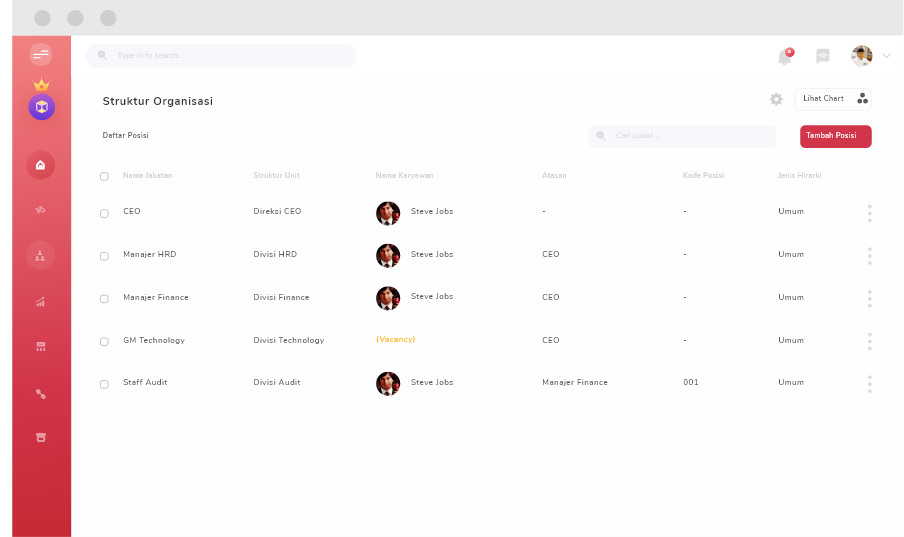 Type in to search...
Struktur Organisasi
Lihat Chart
Daftar Posisi
Cari posisi...
Tambah Posisi
Nama Jabatan Struktur Unit Nama Karyawan Atasan Kode Posisi Jenis Hirarki
CEO Direksi CEO Steve Jobs - - Umum
Manajer HRD Divisi HRD Steve Jobs CEO - Umum
Manajer Finance Divisi Finance Steve Jobs CEO - Umum
GM Technology Divisi Technology (Vacancy) CEO - Umum
Staff Audit Divisi Audit Steve Jobs Manajer Finance 001 Umum